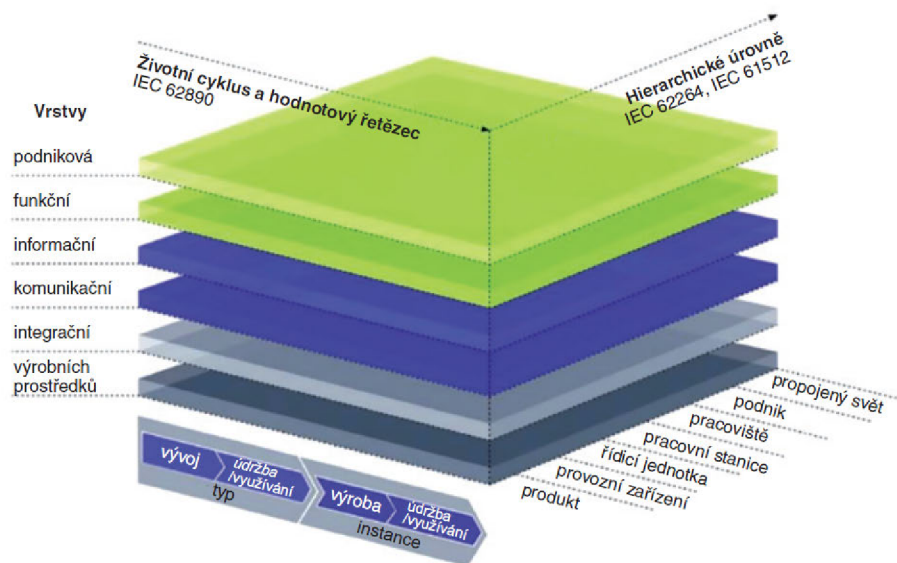 Životní cyklus a hodnotový řetězec
IEC 62890
Hierarchické úrovně
IEC 62264, IEC 61512
Vrstvy
podniková
funkční
informační
komunikační
integrační
výrobních
prostředků
propojený svět
podnik
pracoviště
pracovní stanice
řídicí jednotka
provozní zařízení
produkt
vývoj
údržba
/využívání
typ
výroba
údržba
/využívání
instance